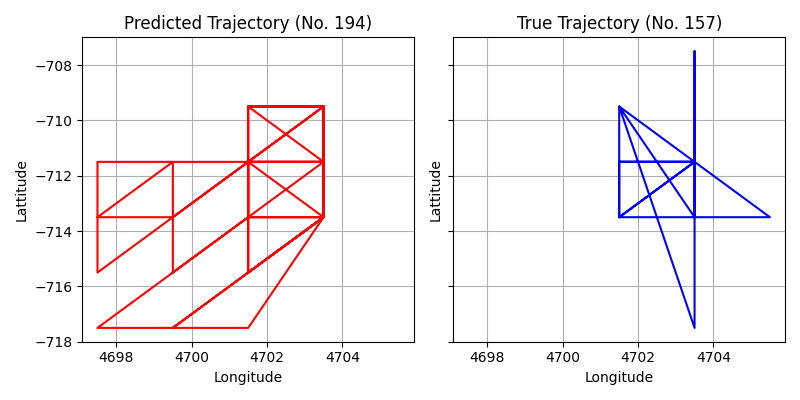 Predicted Trajectory (No. 194)
True Trajectory (No. 157)
Lattitude
−708
−710
−712
−714
−716
−718
4698
4700
4702
4704
Longitude
Lattitude
4698
4700
4702
4704
Longitude